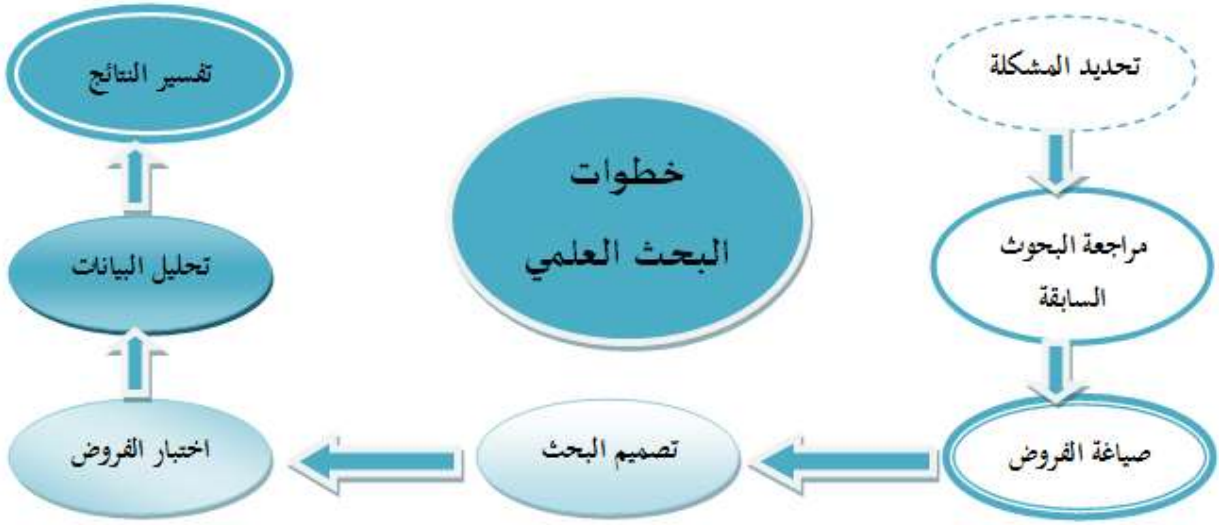 خطوات
البحث العلمي
تحديد المشكلة
مراجعة البحوث
السابقة
صياغة الفروض
تصميم البحث
اختبار الفروض
تحليل البيانات
تفسير النتائج